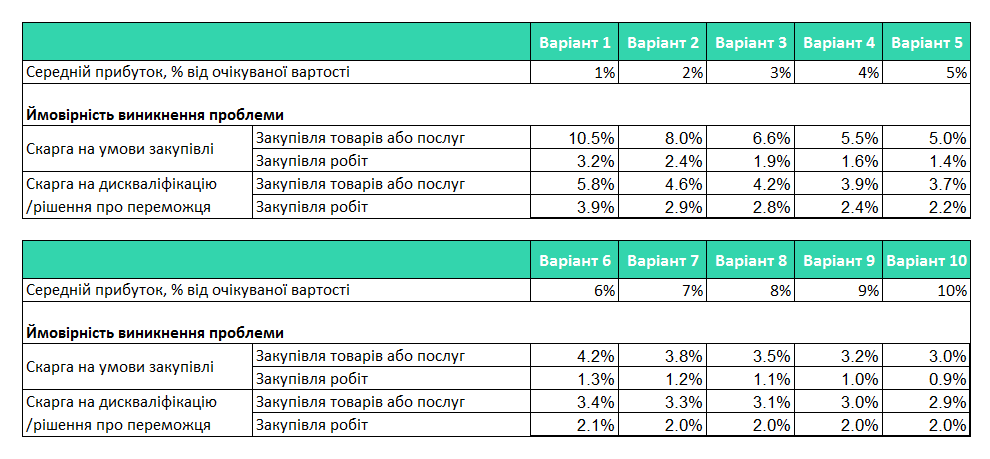 Варіант 1 Варіант 2 Варіант 3 Варіант 4 Варіант 5
Середній прибуток, % від очікуваної вартості 1% 2% 3% 4% 5%
Ймовірність виникнення проблеми
Скарга на умови закупівлі Закупівля товарів або послуг 10.5% 8.0% 6.6% 5.5% 5.0%
Закупівля робіт 3.2% 2.4% 1.9% 1.6% 1.4%
Скарга на дискваліфікацію Закупівля товарів або послуг 5.8% 4.6% 4.2% 3.9% 3.7%
/рішення про переможця Закупівля робіт 3.9% 2.9% 2.8% 2.4% 2.2%
Варіант 6 Варіант 7 Варіант 8 Варіант 9 Варіант 10
Середній прибуток, % від очікуваної вартості 6% 7% 8% 9% 10%
Ймовірність виникнення проблеми
Скарга на умови закупівлі Закупівля товарів або послуг 4.2% 3.8% 3.5% 3.2% 3.0%
Закупівля робіт 1.3% 1.2% 1.1% 1.0% 0.9%
Скарга на дискваліфікацію Закупівля товарів або послуг 3.4% 3.3% 3.1% 3.0% 2.9%
/рішення про переможця Закупівля робіт 2.1% 2.0% 2.0% 2.0% 2.0%